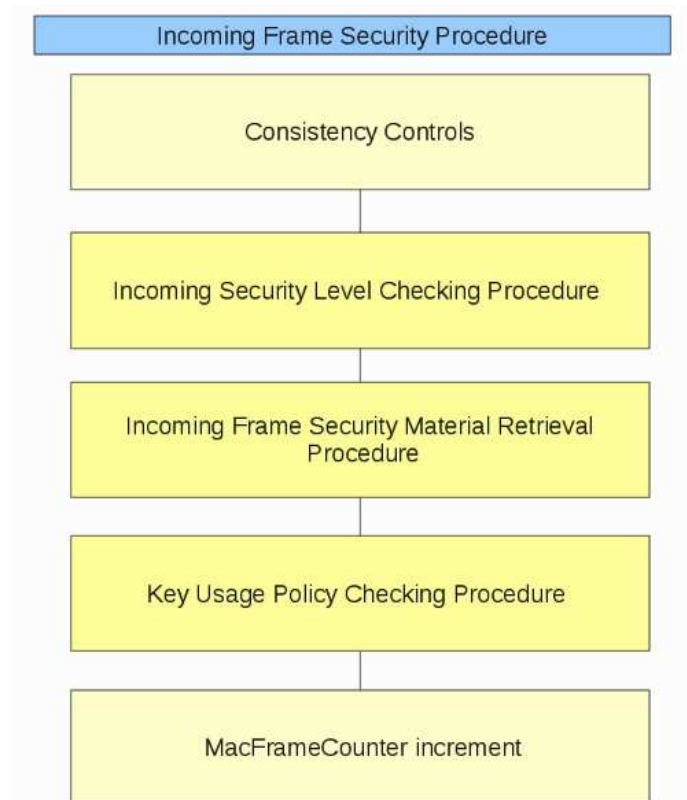 Incoming Frame Security Procedure
Consistency Controls
Incoming Security Level Checking Procedure
Incoming Frame Security Material Retrieval
Procedure
Key Usage Policy Checking Procedure
MacFrameCounter increment